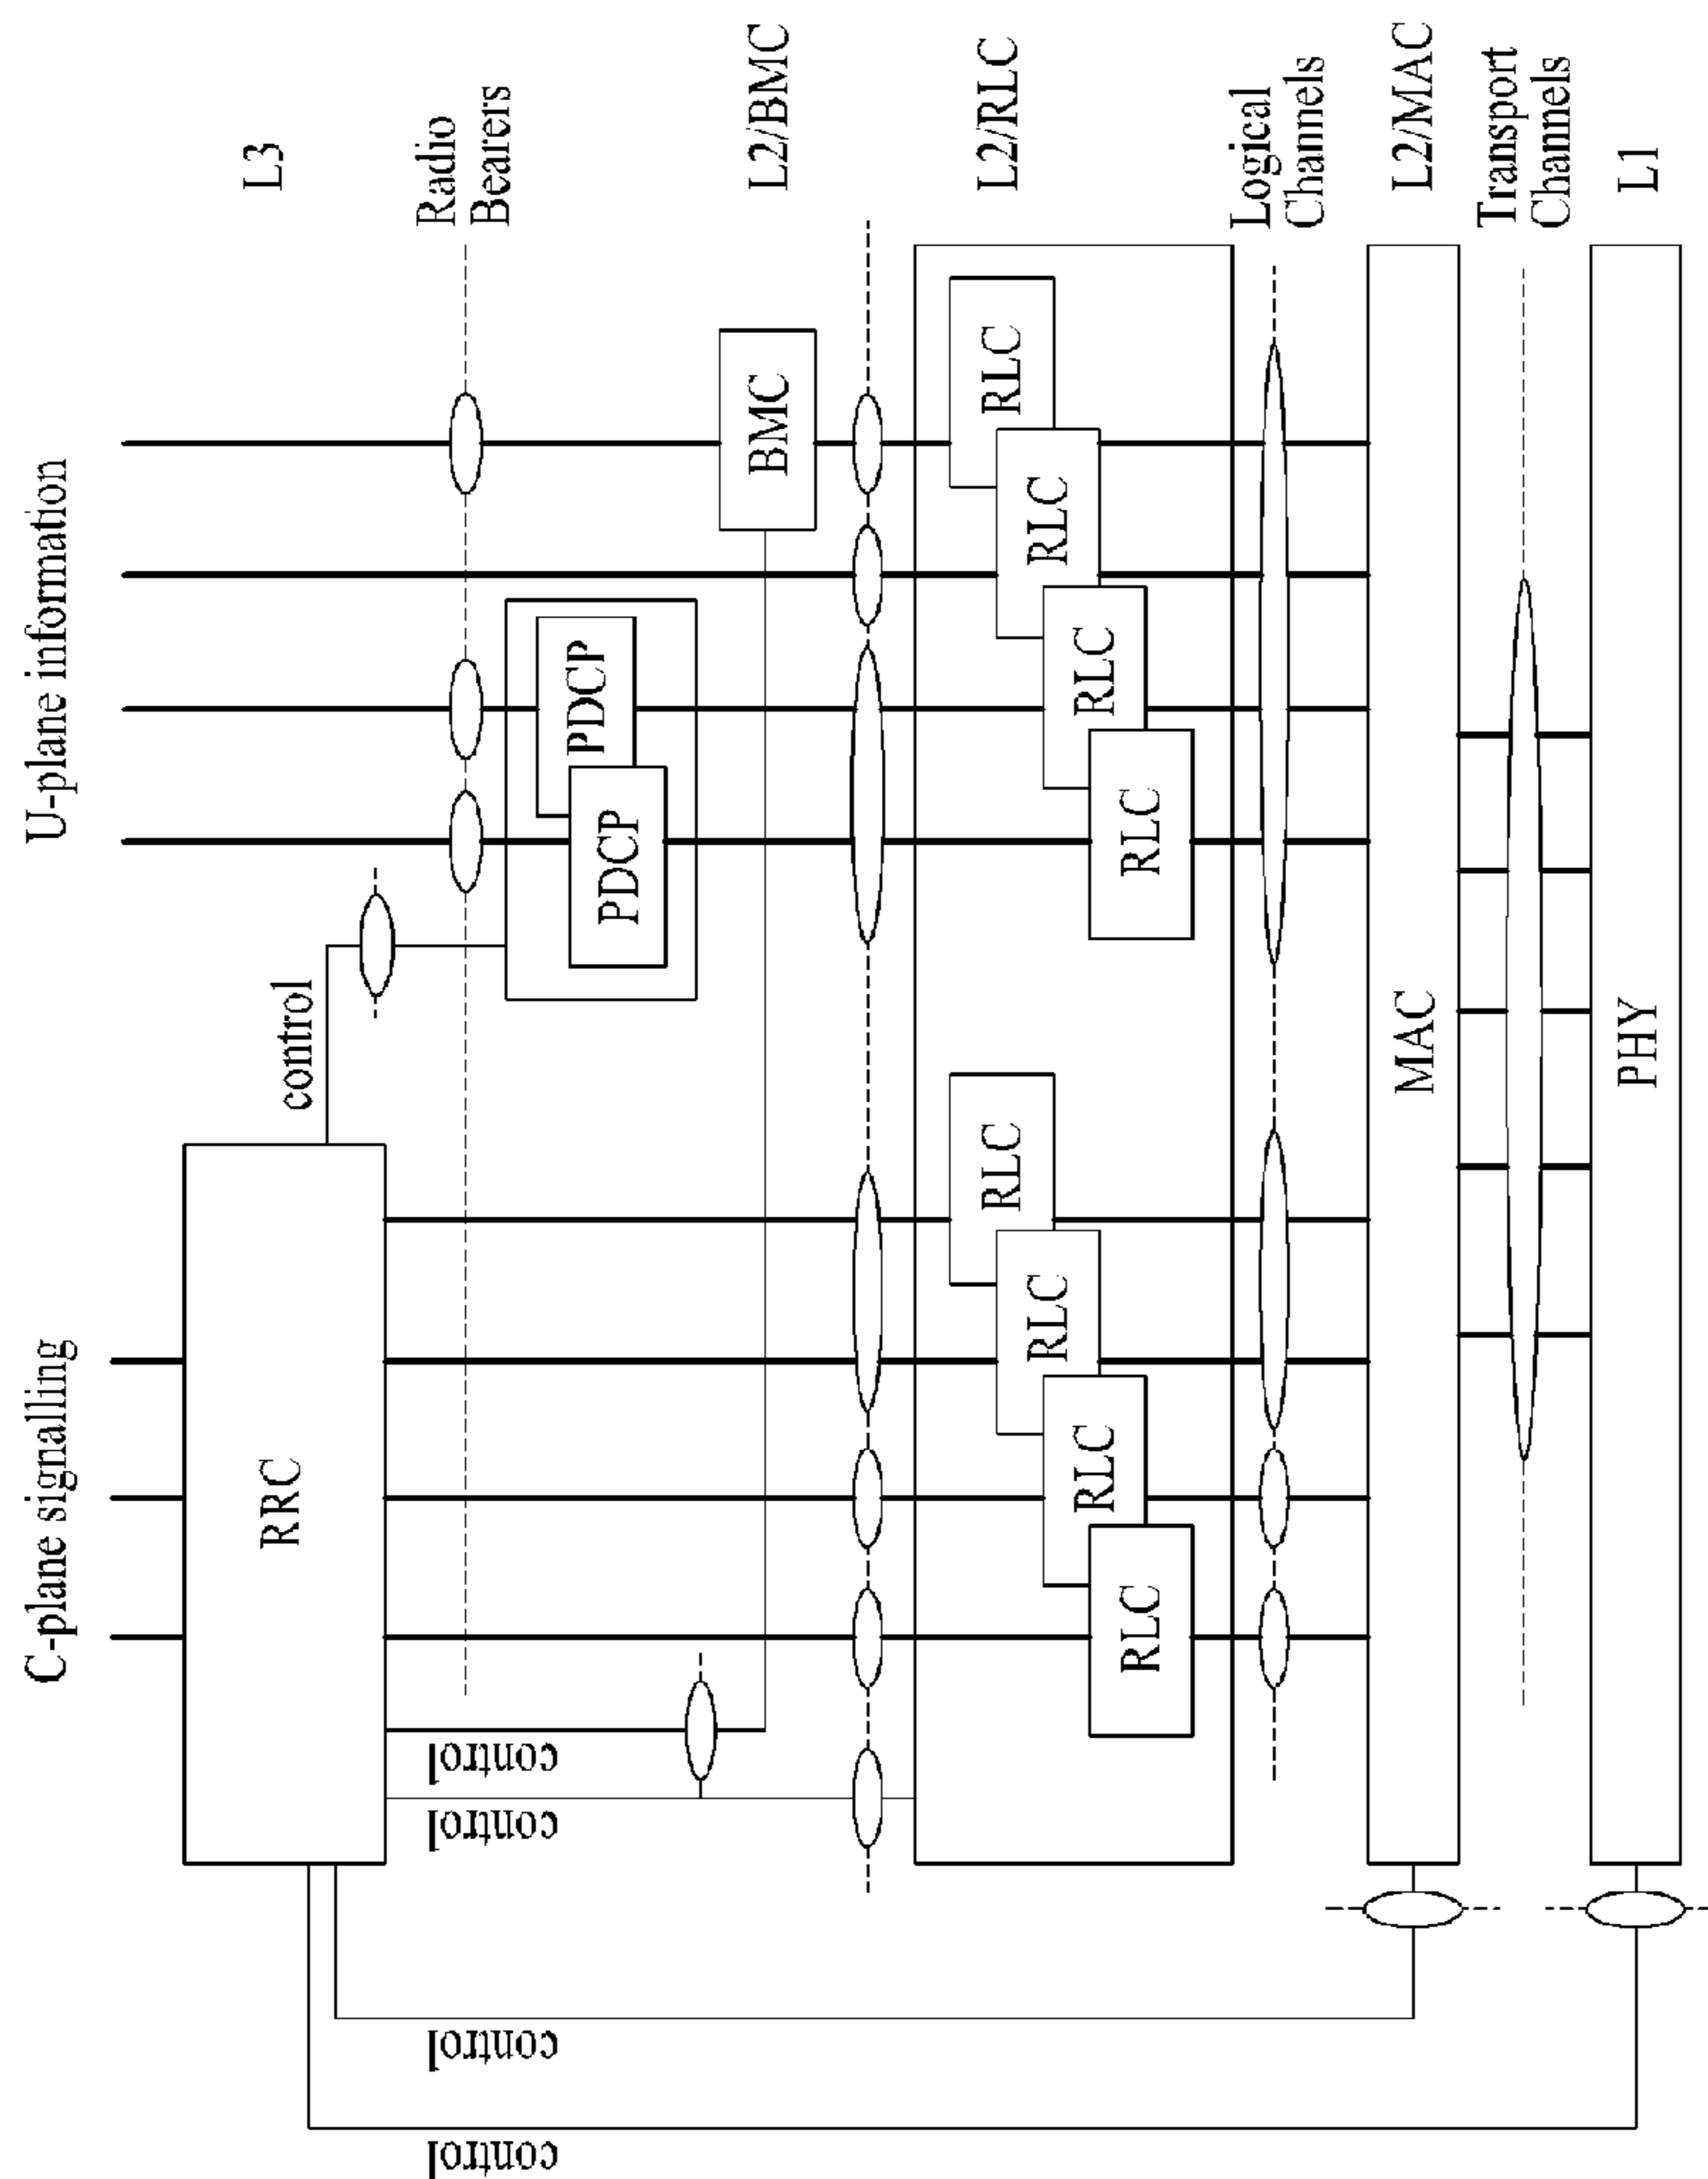 C-plane signalling
U-plane information
L3
control
RRC
Radio
Bearers
control
control
control
control
PDCP
PDCP
L2/BMC
BMC
L2/RLC
RLC
RLC
RLC
RLC
RLC
RLC
RLC
RLC
Logical
Channels
L2/MAC
MAC
Transport
Channels
L1
PHY